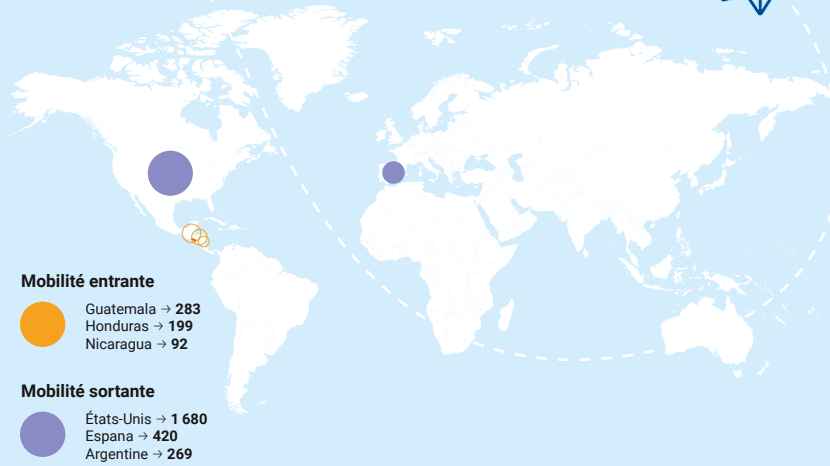 Mobilité entrante
Guatemala → 283
Honduras → 199
Nicaragua → 92
Mobilité sortante
États-Unis → 1 680
Espana → 420
Argentine → 269